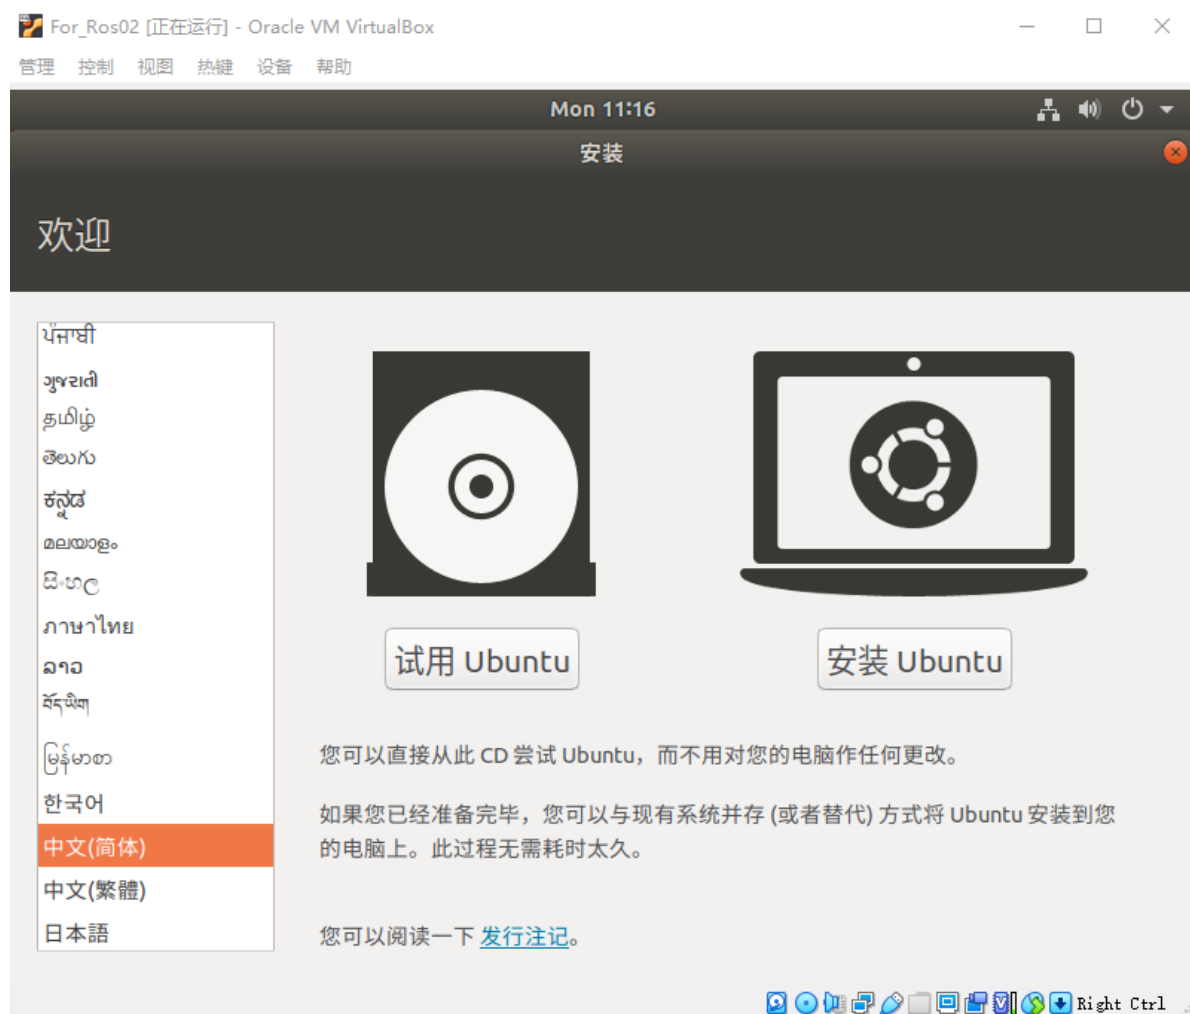 For_Ros02 [正在运行] - Oracle VM VirtualBox
管理 控制 视图 热键 设备 帮助
Mon 11:16
安装
欢迎
ਪੰਜਾਬੀ
ગુજરાતી
தமிழ்
తెలుగు
ಕನ್ನಡ
മലയാളം
සිංහල
ภาษาไทย
ລາວ
བོད་ཡིག
မြန်မာစာ
한국어
中文(简体)
中文(繁體)
日本語
试用 Ubuntu
安装 Ubuntu
您可以直接从此 CD 尝试 Ubuntu，而不用对您的电脑作任何更改。
如果您已经准备完毕，您可以与现有系统并存 (或者替代) 方式将 Ubuntu 安装到您
的电脑上。此过程无需耗时太久。
您可以阅读一下 发行注记。
Right Ctrl